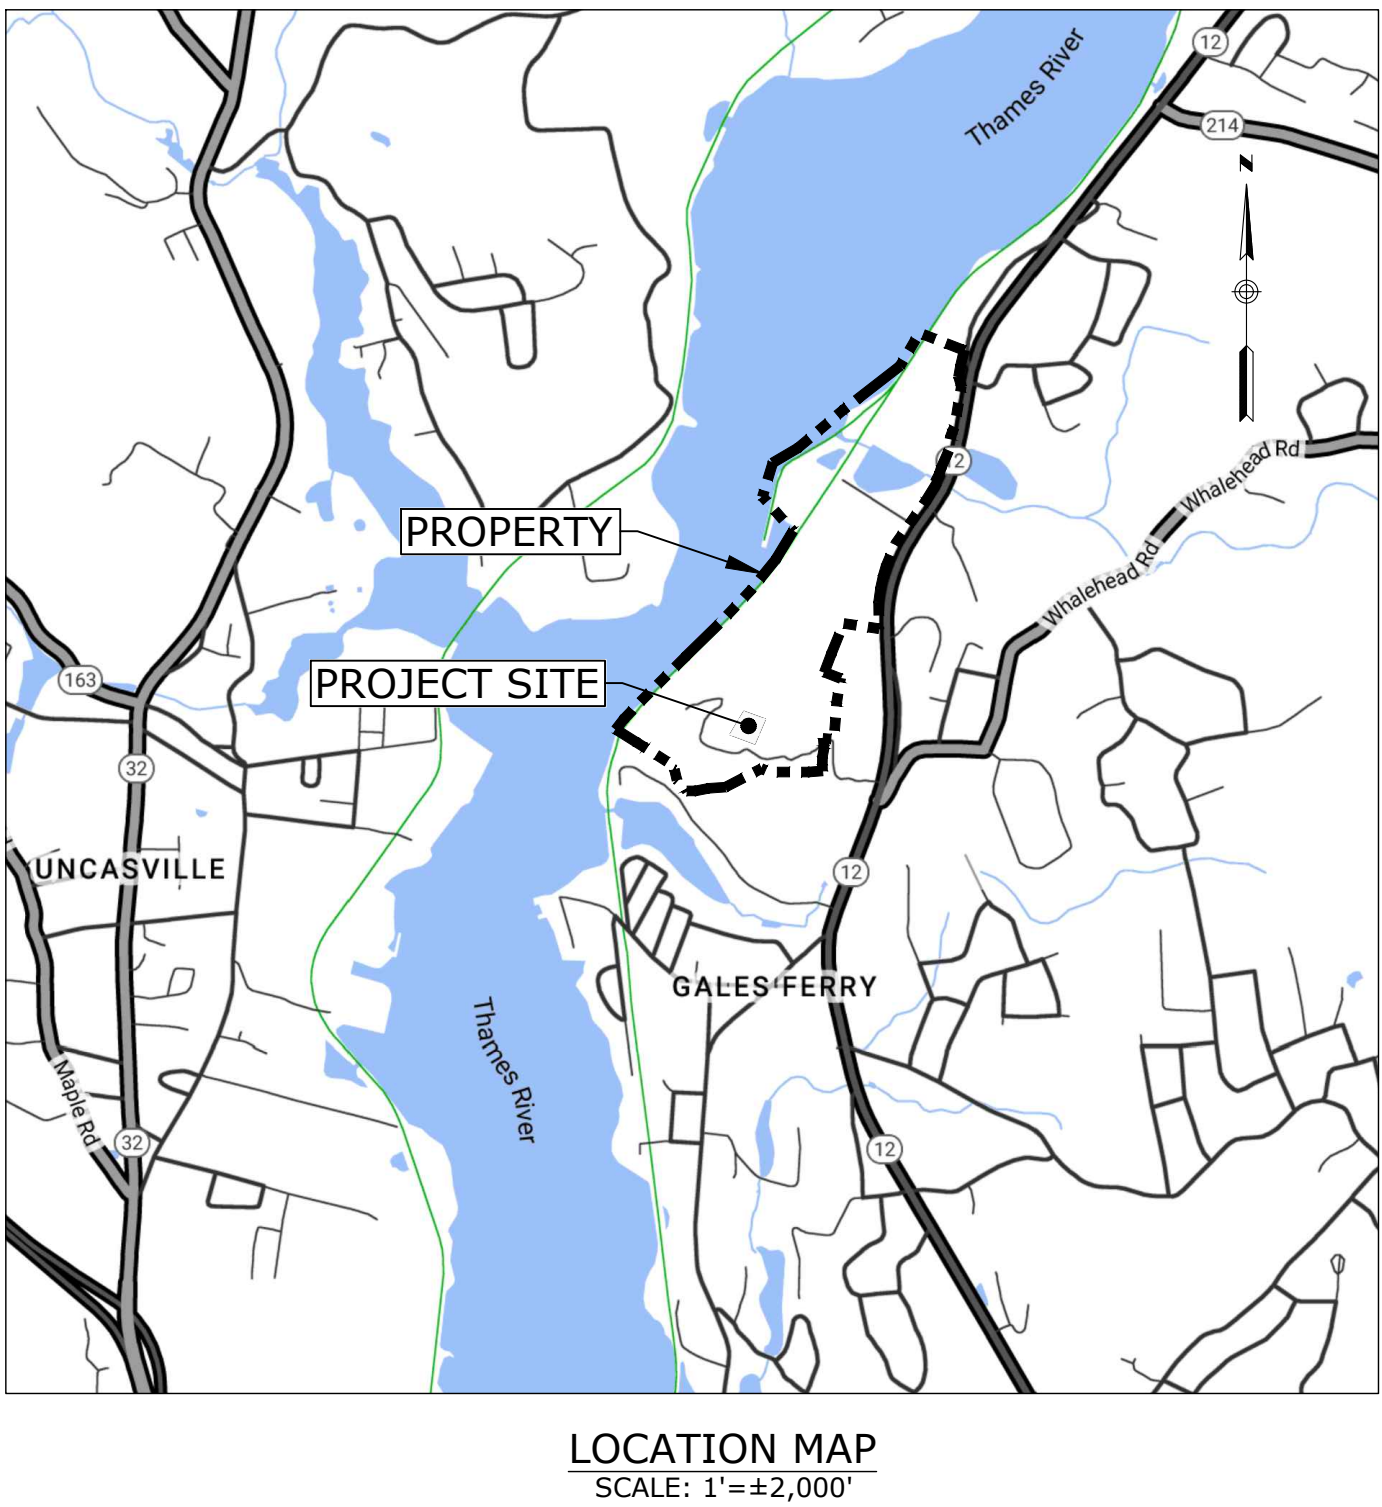 Thames River
12
214
N
Whalehead Rd
12
PROPERTY
Whalehead Rd
163
PROJECT SITE
32
UNCASVILLE
12
GALES FERRY
Thames River
Maple Rd
32
12
LOCATION MAP
SCALE: 1'=±2,000'